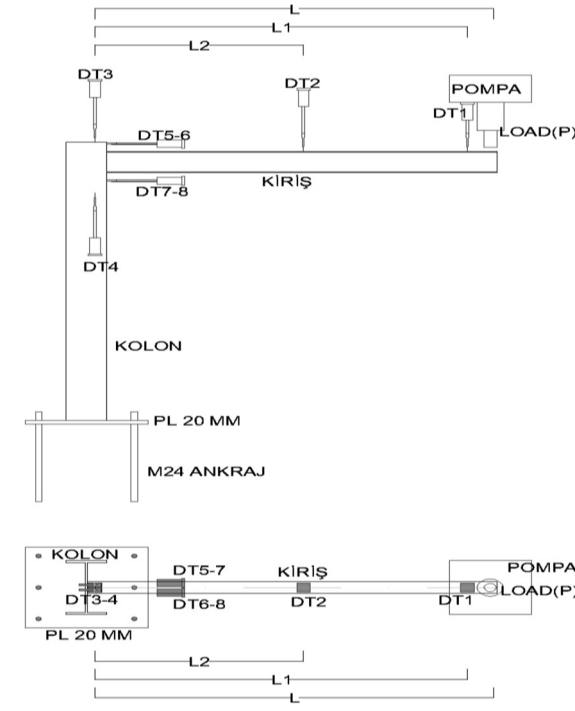 L
L1
L2
DT3
DT2
POMPA
DT1
LOAD(P)
DT5-6
KİRİŞ
DT7-8
DT4
KOLON
PL 20 MM
M24 ANKRAJ
KOLON
DT5-7
KİRİŞ
POMPA
DT3-4
DT6-8
DT2
DT1
LOAD(P)
PL 20 MM
L2
L1
L